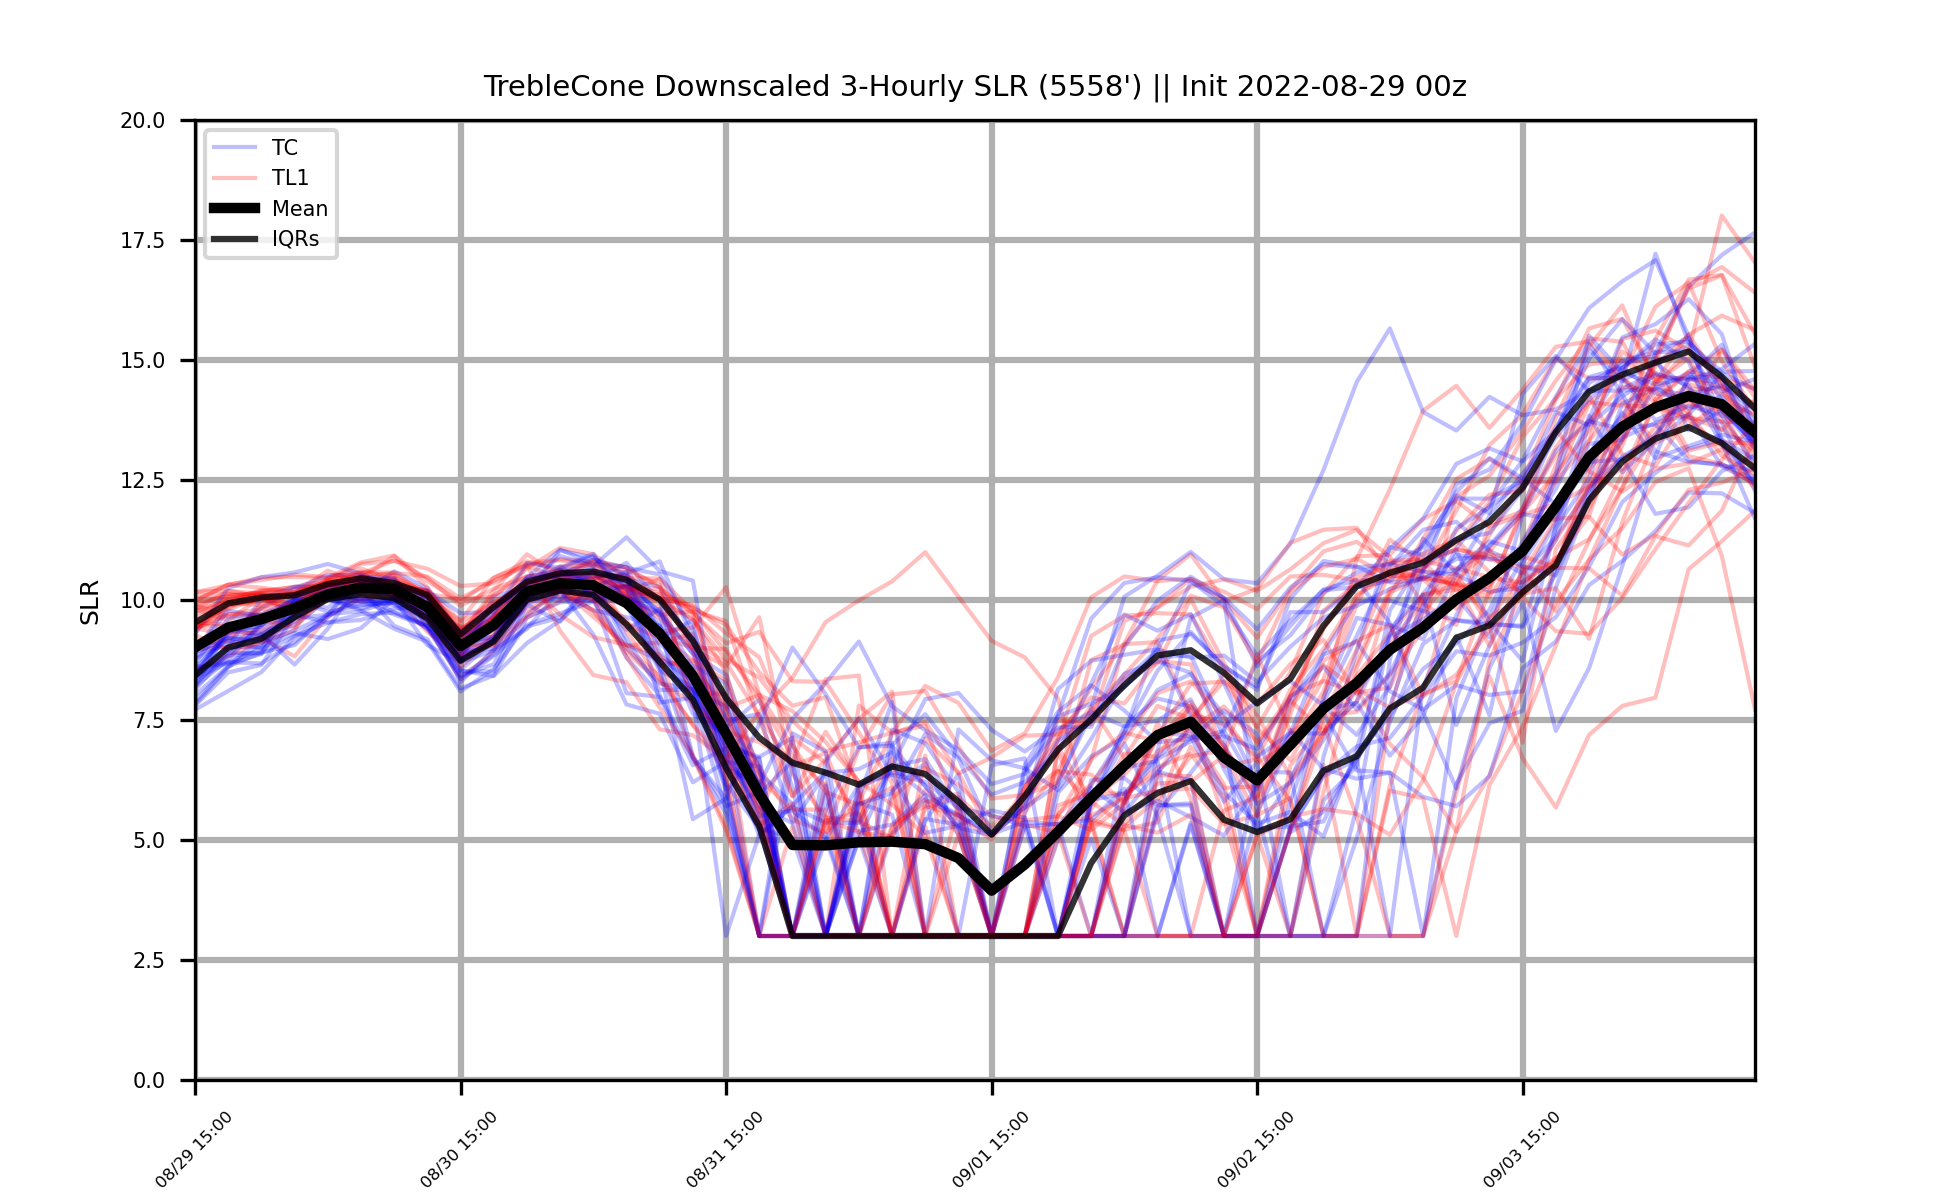 TrebleCone Downscaled 3-Hourly SLR (5558') || Init 2022-08-29 00z
20.0
17.5
15.0
12.5
10.0
7.5
5.0
2.5
0.0
SLR
TC
TL1
Mean
IQRs
08/29 15:00
08/30 15:00
08/31 15:00
09/01 15:00
09/02 15:00
09/03 15:00